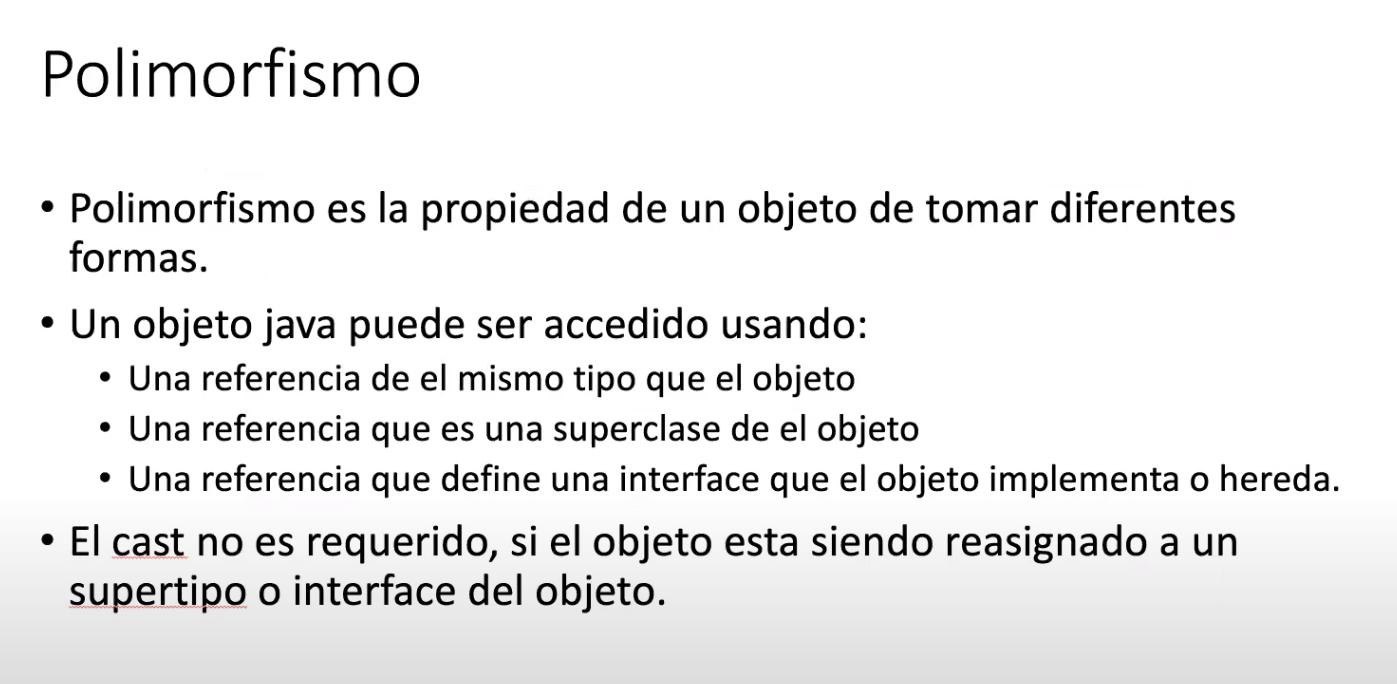 Polimorfismo
• Polimorfismo es la propiedad de un objeto de tomar diferentes
formas.
• Un objeto java puede ser accedido usando:
• Una referencia de el mismo tipo que el objeto
• Una referencia que es una superclase de el objeto
• Una referencia que define una interface que el objeto implementa o hereda.
• El cast no es requerido, si el objeto esta siendo reasignado a un
supertipo o interface del objeto.